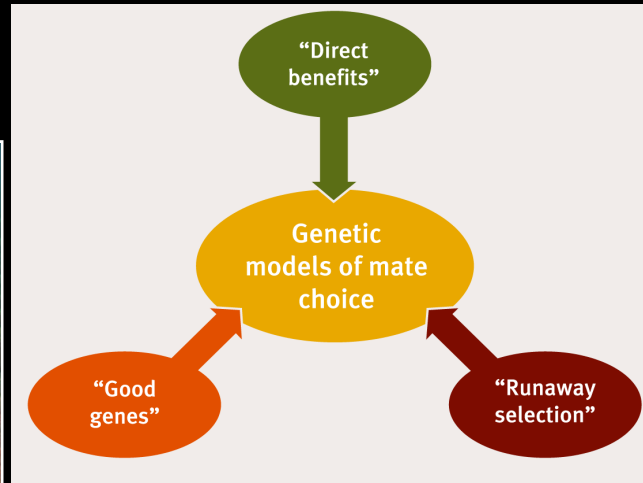 “Direct
benefits”
Genetic
models of mate
choice
“Good
genes”
“Runaway
selection”